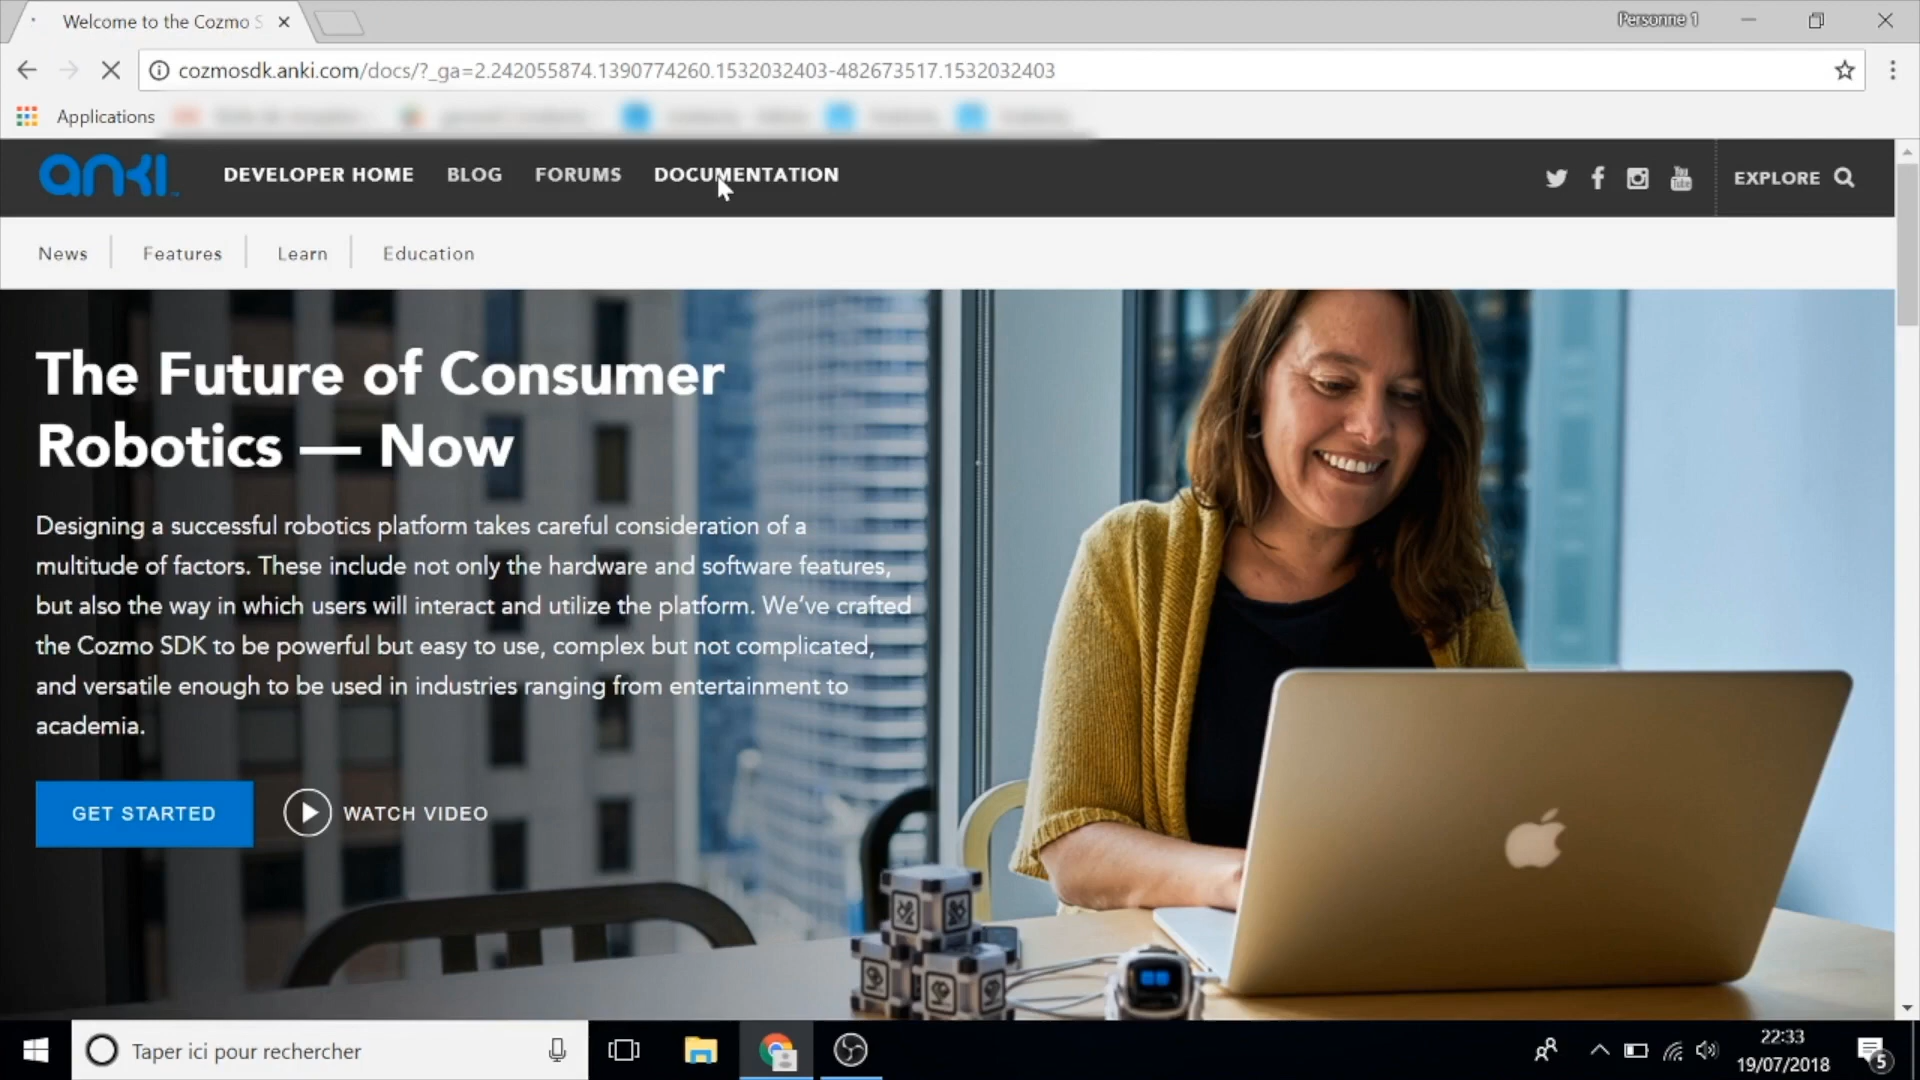 Welcome to the Cozmo S
Personne 1
cozmosdk.anki.com/docs/?_ga=2.242055874.1390774260.1532032403-482673517.1532032403
Applications
anki
DEVELOPER HOME
BLOG
FORUMS
DOCUMENTATION
You
Tube
EXPLORE
News
Features
Learn
Education
The Future of Consumer
Robotics — Now
Designing a successful robotics platform takes careful consideration of a
multitude of factors. These include not only the hardware and software features,
but also the way in which users will interact and utilize the platform. We've crafted
the Cozmo SDK to be powerful but easy to use, complex but not complicated,
and versatile enough to be used in industries ranging from entertainment to
academia.
GET STARTED
WATCH VIDEO
Taper ici pour rechercher
22:33
19/07/2018
5